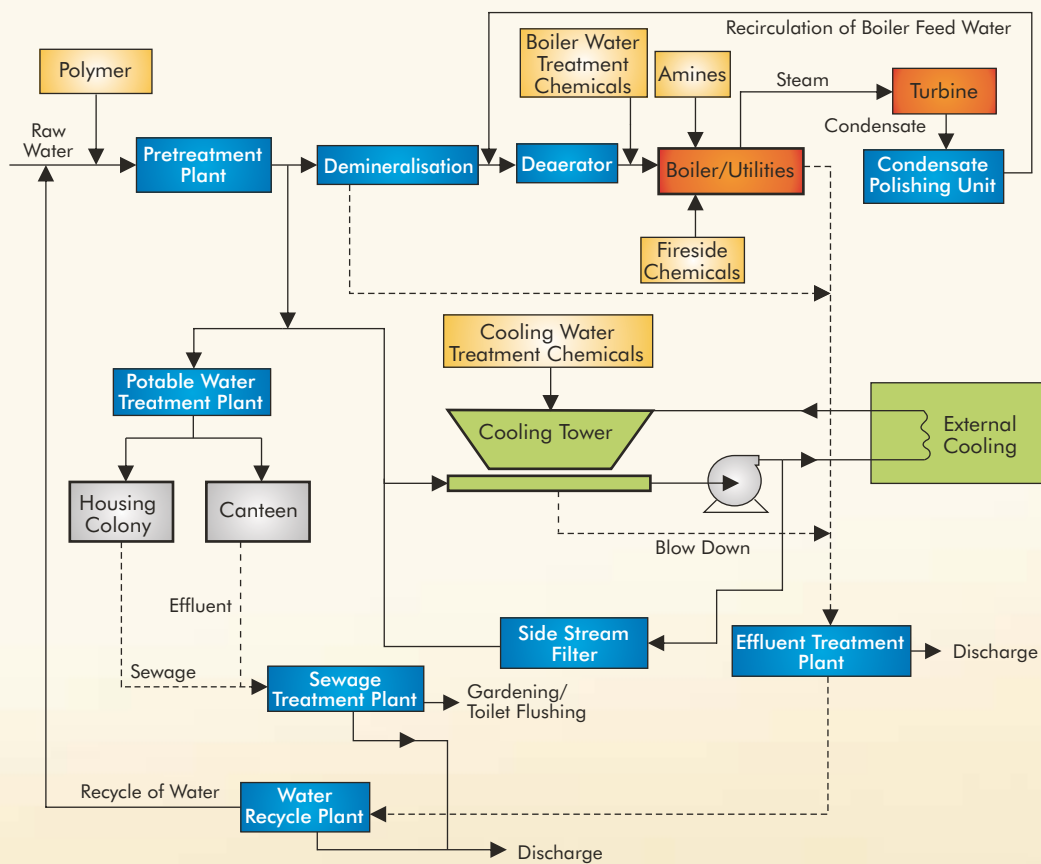 Recirculation of Boiler Feed Water
Polymer
Boiler Water
Treatment
Chemicals
Amines
Steam
Turbine
Raw
Water
Condensate
Pretreatment
Plant
Demineralisation
Deaerator
Boiler/Utilities
Condensate
Polishing Unit
Fireside
Chemicals
Cooling Water
Treatment Chemicals
Potable Water
Treatment Plant
Cooling Tower
External
Cooling
Housing
Colony
Canteen
Blow Down
Effluent
Side Stream
Filter
Effluent Treatment
Plant
Discharge
Sewage
Sewage
Treatment Plant
Gardening/
Toilet Flushing
Recycle of Water
Water
Recycle Plant
Discharge